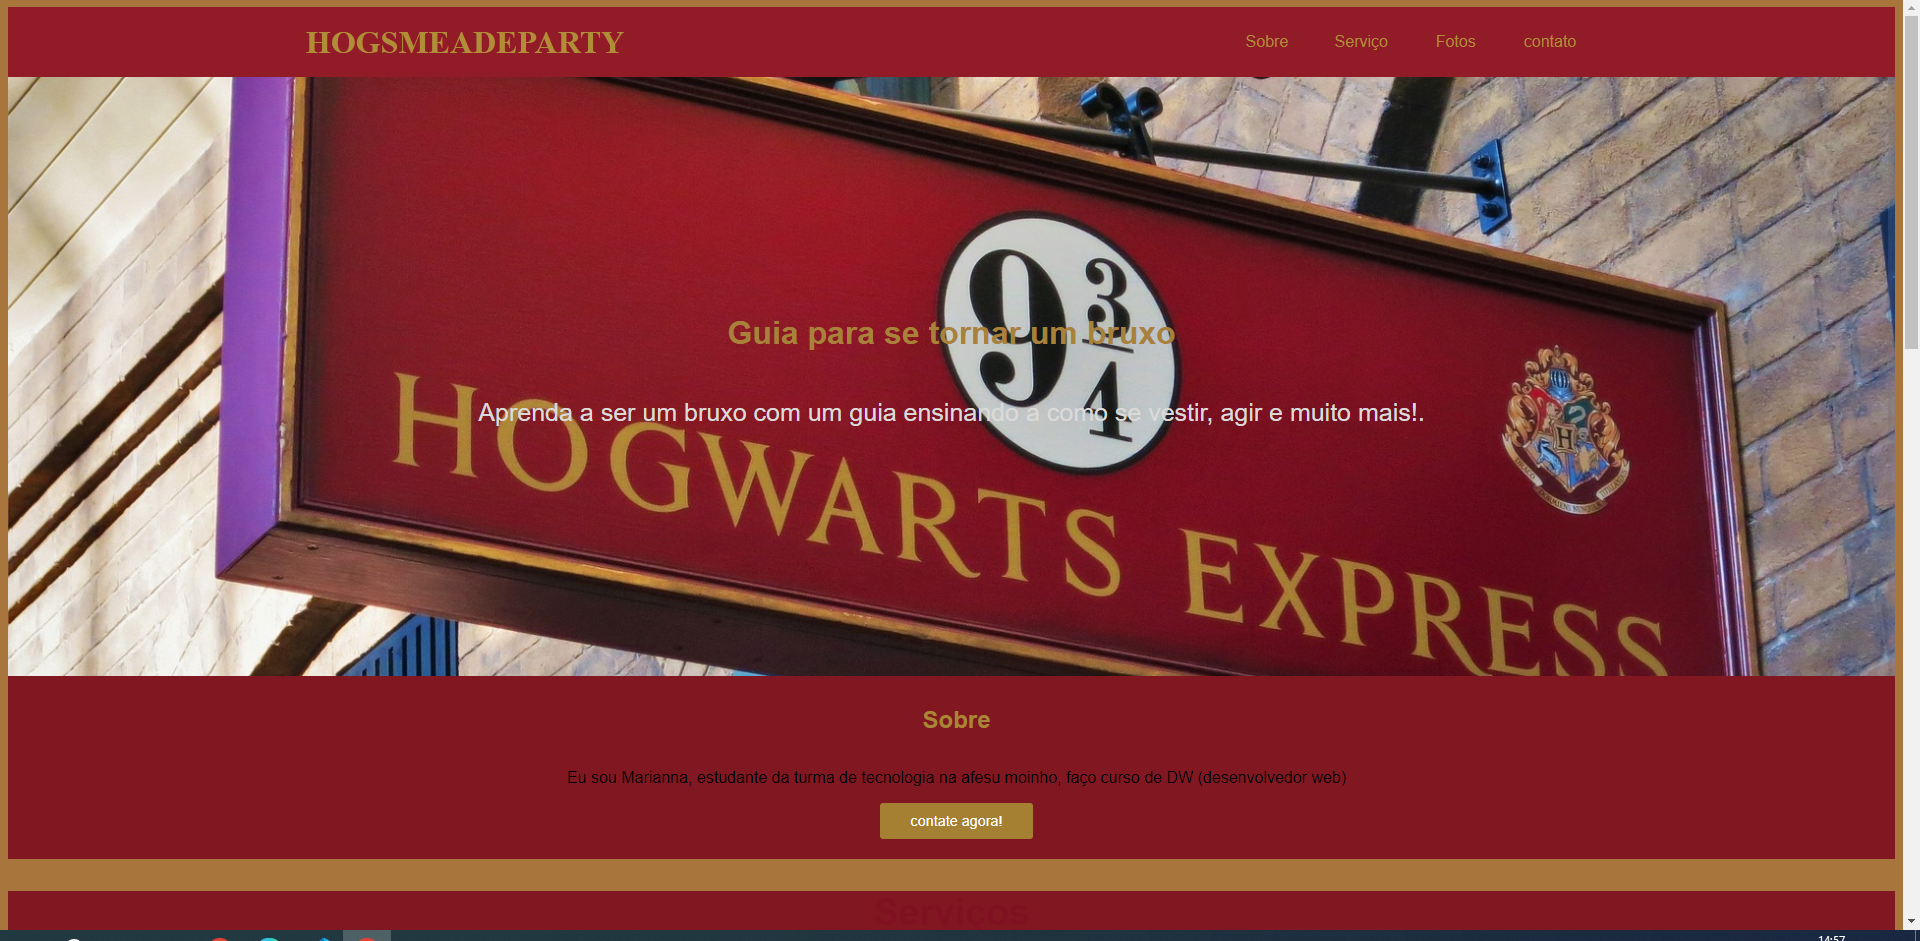 HOGSMEADEPARTY
Sobre Serviço Fotos contato
9 3/4
Guia para se tornar um bruxo
Aprenda a ser um bruxo com um guia ensinando a como se vestir, agir e muito mais!.
HOGWARTS EXPRESS
H
Sobre
Eu sou Marianna, estudante da turma de tecnologia na afesu moinho, faço curso de DW (desenvolvedor web)
contate agora!
Serviços
14:57